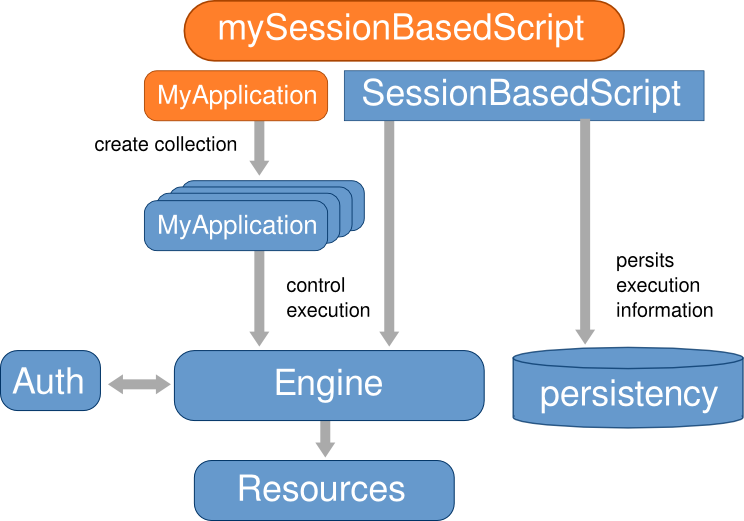 mySessionBasedScript
MyApplication
SessionBasedScript
create collection
MyApplication
control
execution
persits
execution
information
Auth
Engine
persistency
Resources